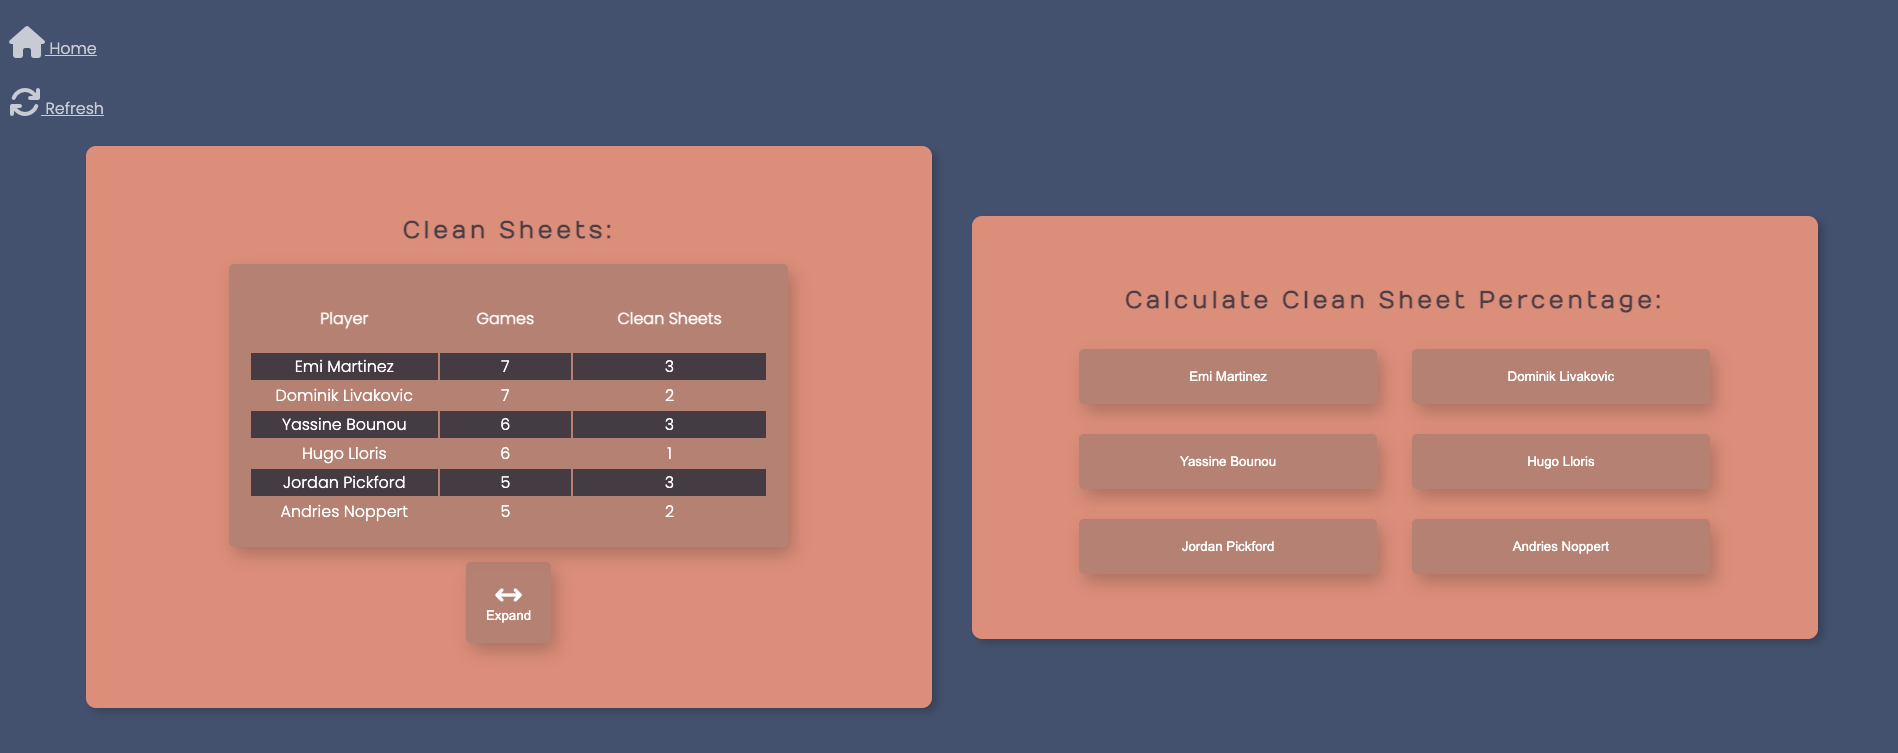 Home
Refresh
Clean Sheets:
Player Games Clean Sheets
Emi Martinez 7 3
Dominik Livakovic 7 2
Yassine Bounou 6 3
Hugo Lloris 6 1
Jordan Pickford 5 3
Andries Noppert 5 2
Expand
Calculate Clean Sheet Percentage:
Emi Martinez Dominik Livakovic
Yassine Bounou Hugo Lloris
Jordan Pickford Andries Noppert